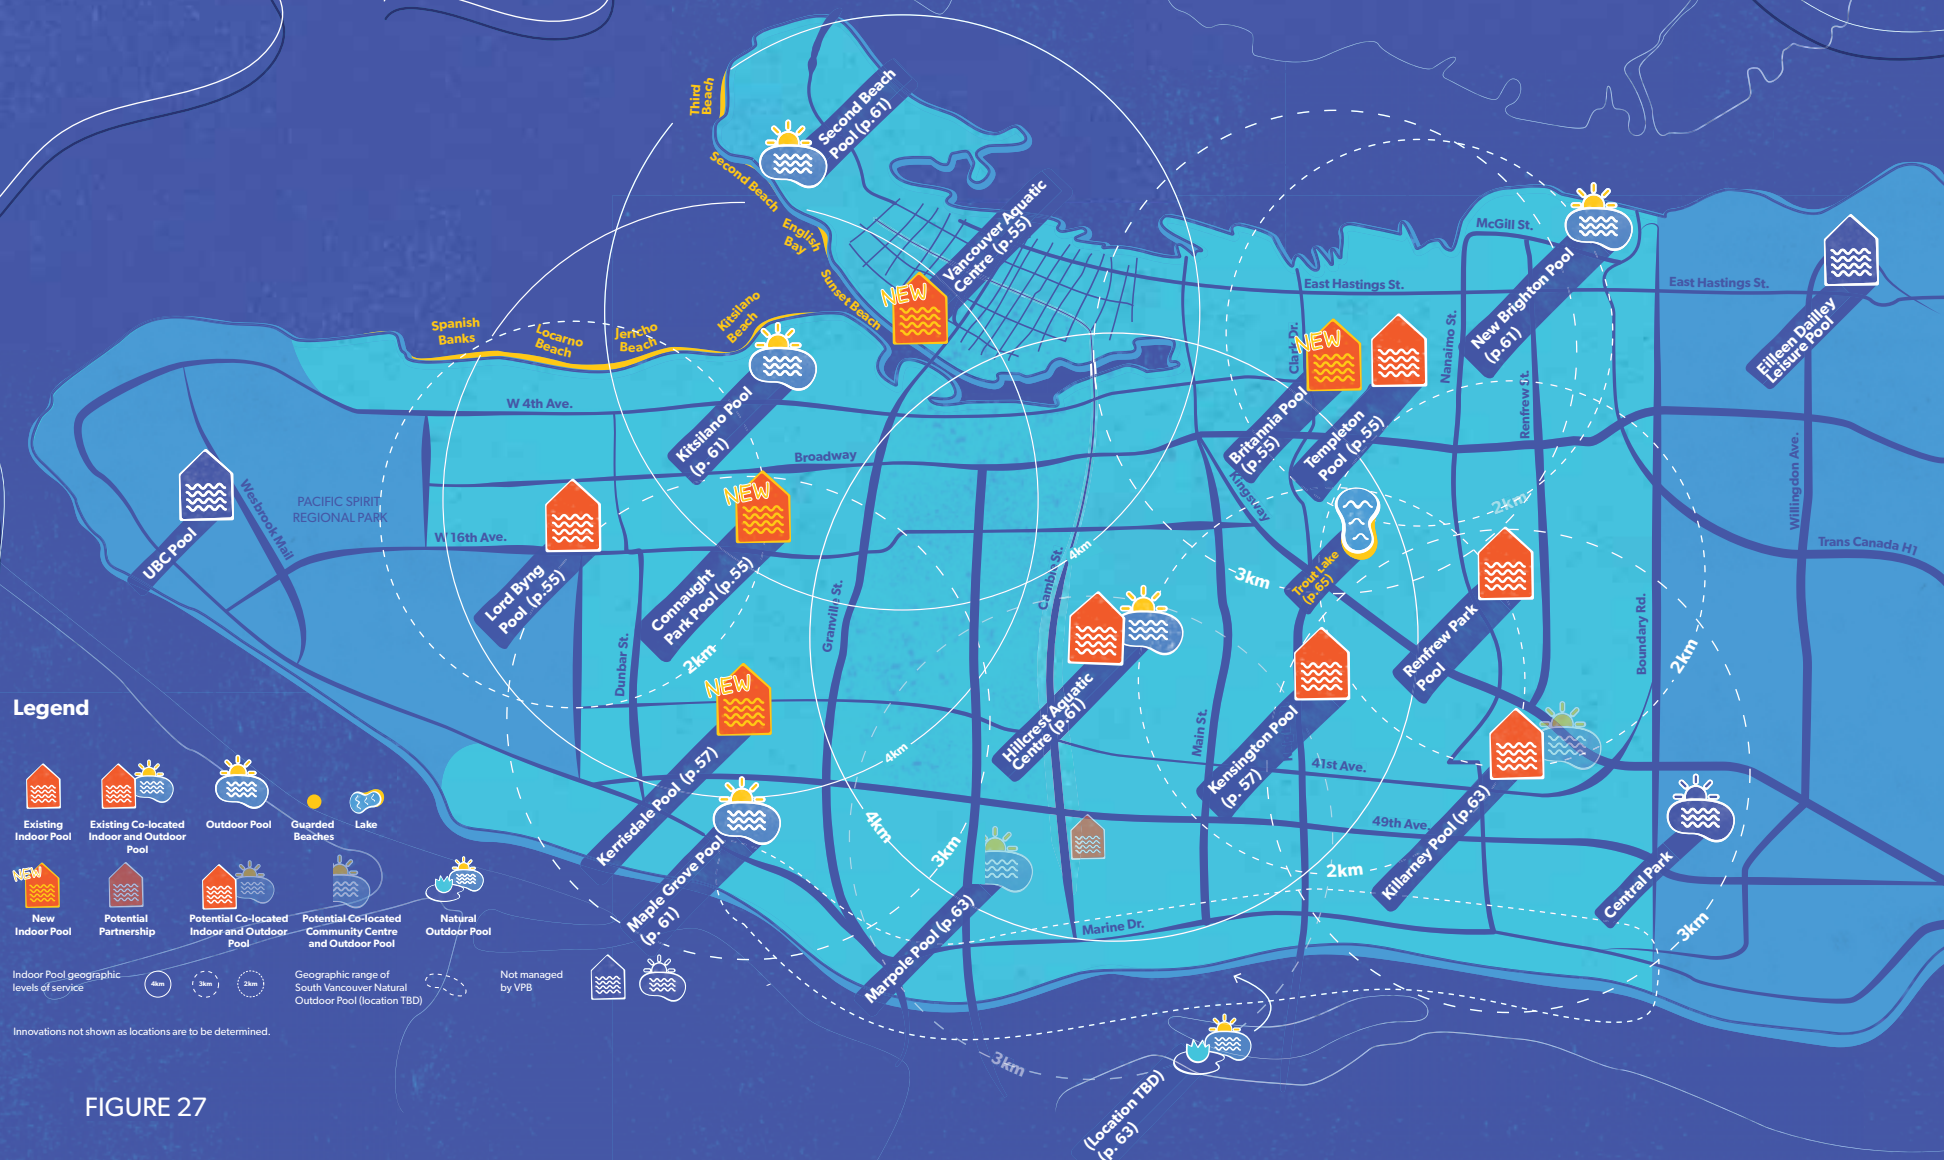 Third
Beach
Second Beach
Pool (p.61)
Second Beach
English
Bay
Sunset Beach
Vancouver Aquatic
Centre (p.55)
NEW
Kitsilano
Beach
Spanish
Banks
Locarno
Beach
Jericho
Beach
McGill St.
East Hastings St.
East Hastings St.
New Brighton Pool
(p.61)
Eilleen Dailley
Leisure Pool
Clark Dr.
NEW
Nanaimo St.
Renfrew St.
Britannia Pool
(p.55)
Templeton
Pool (p.55)
W 4th Ave.
Kitsilano Pool
(p. 61)
Broadway
NEW
PACIFIC SPIRIT
REGIONAL PARK
Wesbrook Mall
UBC Pool
W 16th Ave.
Lord Byng
Pool (p.55)
Connaught
Park Pool (p.55)
Kingsway
2km
Willingdon Ave.
Trans Canada H1
4km
3km
Trout Lake
(p.65)
Cambie St.
Granville St.
Dunbar St.
2km
Renfrew Park
Pool
Boundary Rd.
2km
NEW
Hillcrest Aquatic
Centre (p.61)
Main St.
Kensington Pool
(p. 57)
41st Ave.
4km
Kerrisdale Pool (p.57)
Maple Grove Pool
(p. 61)
4km
3km
49th Ave.
2km
Killarney Pool (p.63)
Central Park
3km
Marpole Pool (p.63)
Marine Dr.
3km
(Location TBD)
(p. 63)
Legend
Existing
Indoor Pool
Existing Co-located
Indoor and Outdoor
Pool
Outdoor Pool
Guarded
Beaches
Lake
NEW
New
Indoor Pool
Potential
Partnership
Potential Co-located
Indoor and Outdoor
Pool
Potential Co-located
Community Centre
and Outdoor Pool
Natural
Outdoor Pool
Indoor Pool geographic
levels of service
4km
3km
2km
Geographic range of
South Vancouver Natural
Outdoor Pool (location TBD)
Not managed
by VPB
Innovations not shown as locations are to be determined.
FIGURE 27